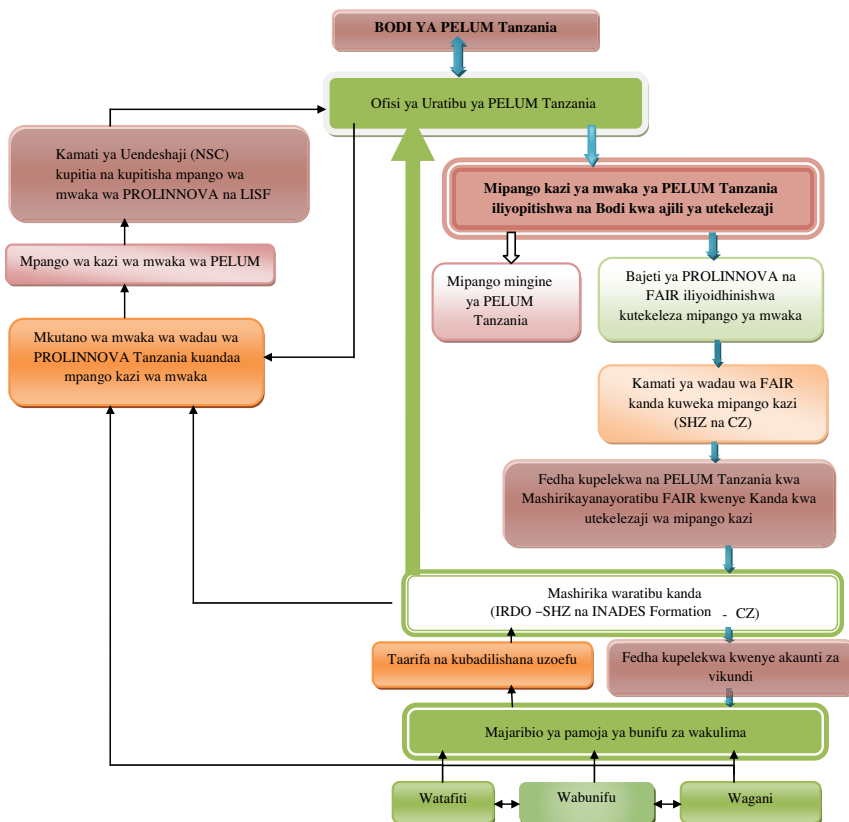 BODI YA PELUM Tanzania
Ofisi ya Uratibu ya PELUM Tanzania
Kamati ya Uendeshaji (NSC)
kupitia na kupitisha mpango wa
mwaka wa PROLINNOVA na LISF
Mipango kazi ya mwaka ya PELUM Tanzania
iliyopitishwa na Bodi kwa ajili ya utekelezaji
Mpango wa kazi wa mwaka wa PELUM
Mipango mingine
ya PELUM
Tanzania
Bajeti ya PROLINNOVA na
FAIR iliyoidhinishwa
kutekeleza mipango ya mwaka
Mkutano wa mwaka wa wadau wa
PROLINNOVA Tanzania kuandaa
mpango kazi wa mwaka
Kamati ya wadau wa FAIR
kanda kuweka mipango kazi
(SHZ na CZ)
Fedha kupelekwa na PELUM Tanzania kwa
Mashirikayanayoratibu FAIR kwenye Kanda kwa
utekelezaji wa mipango kazi
Mashirika waratibu kanda
(IRDO –SHZ na INADES Formation - CZ)
Taarifa na kubadilishana uzoefu
Fedha kupelekwa kwenye akaunti za
vikundi
Majaribio ya pamoja ya bunifu za wakulima
Watafiti
Wabunifu
Wagani